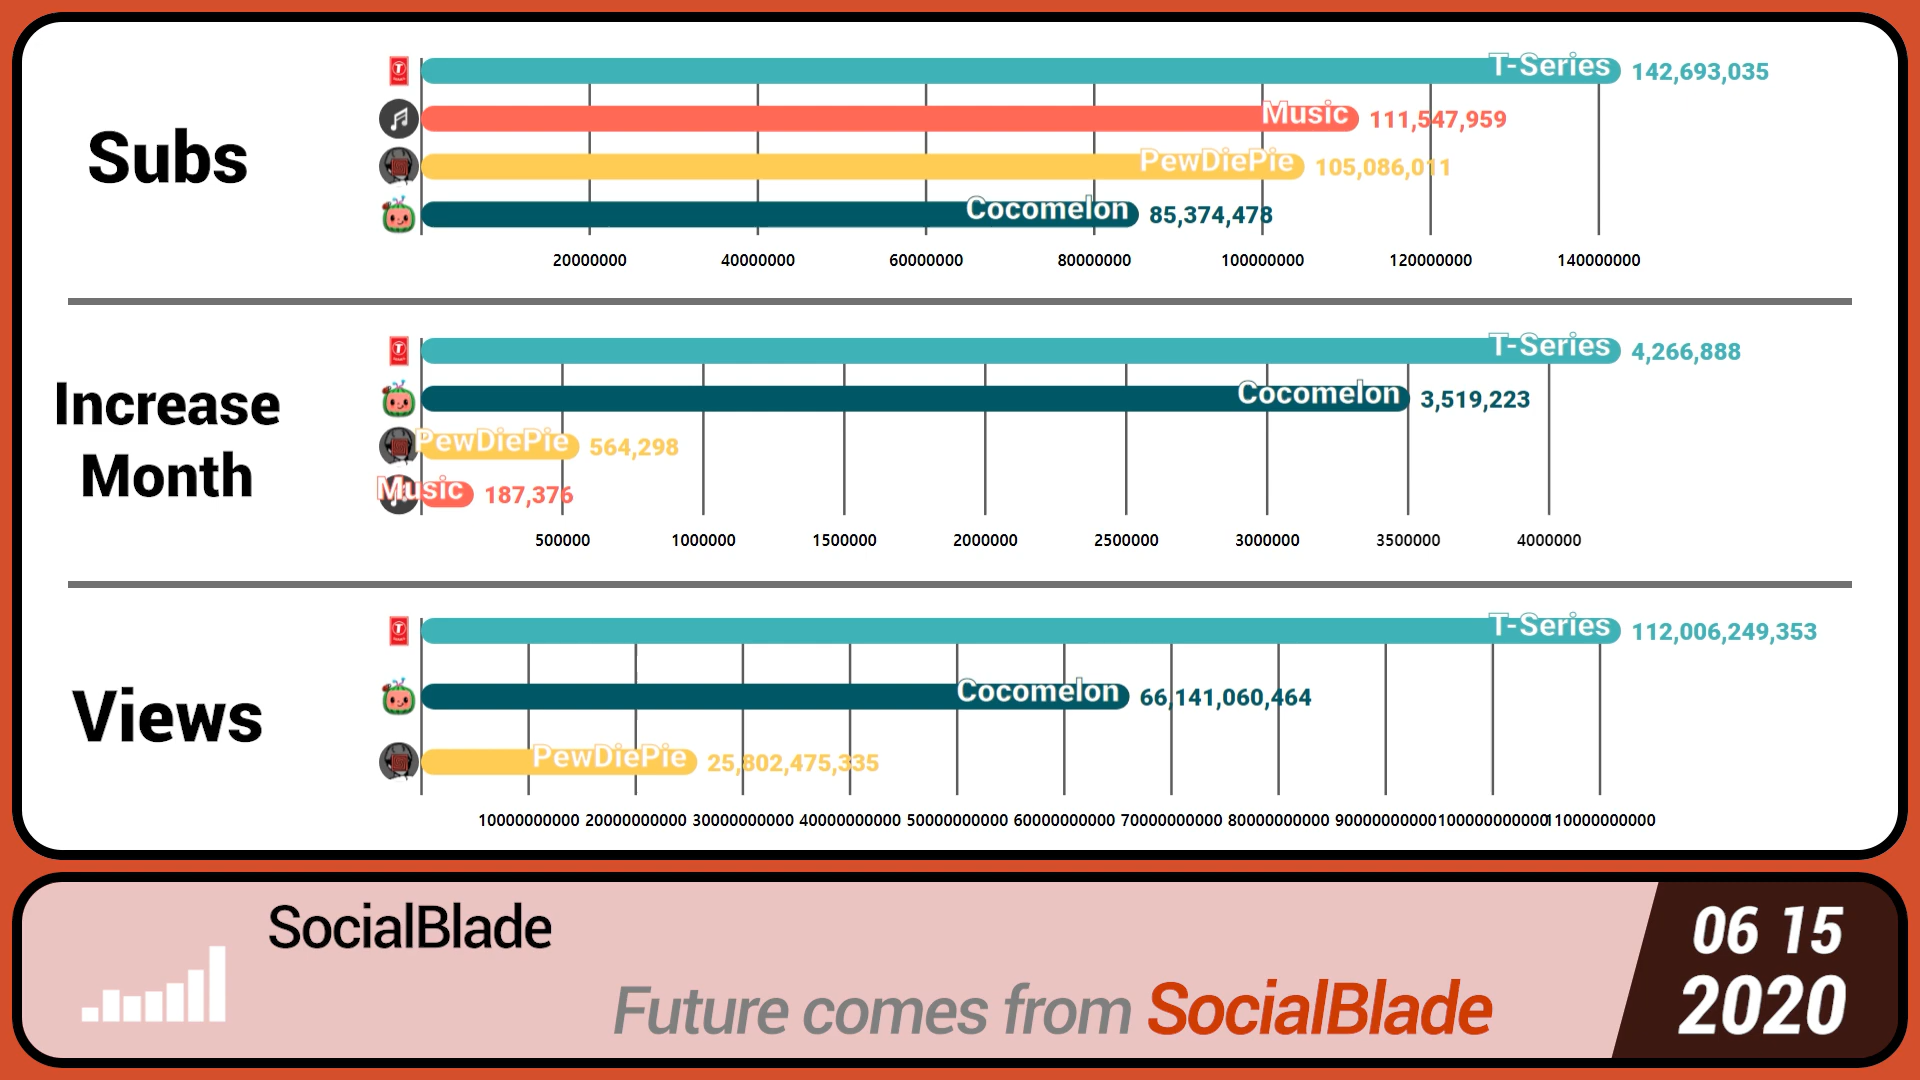 Subs
T-Series 142,693,035
Music 111,547,959
PewDiePie 105,086,011
Cocomelon 85,374,478
20000000 40000000 60000000 80000000 100000000 120000000 140000000
Increase
Month
T-Series 4,266,888
Cocomelon 3,519,223
PewDiePie 564,298
Music 187,376
500000 1000000 1500000 2000000 2500000 3000000 3500000 4000000
Views
T-Series 112,006,249,353
Cocomelon 66,141,060,464
PewDiePie 25,802,475,335
10000000000 20000000000 30000000000 40000000000 50000000000 60000000000 70000000000 80000000000 90000000000 100000000000 110000000000
SocialBlade
Future comes from SocialBlade
06 15
2020